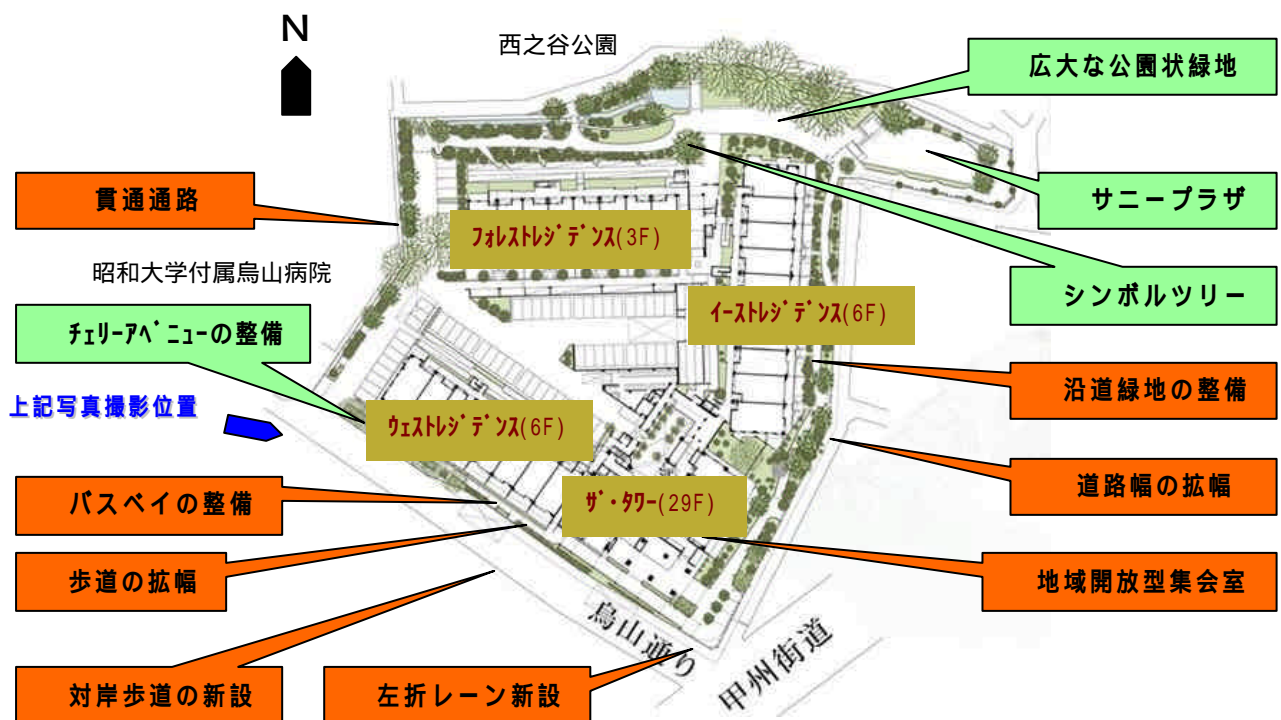 N
西之谷公園
広大な公園状緑地
貫通通路
サニープラザ
フォレストレジデンス(3F)
昭和大学付属烏山病院
シンボルツリー
イーストレジデンス(6F)
チェリーアベニューの整備
沿道緑地の整備
上記写真撮影位置
ウェストレジデンス(6F)
道路幅の拡幅
バスベイの整備
ザ・タワー(29F)
歩道の拡幅
地域開放型集会室
烏山通り
甲州街道
対岸歩道の新設
左折レーン新設